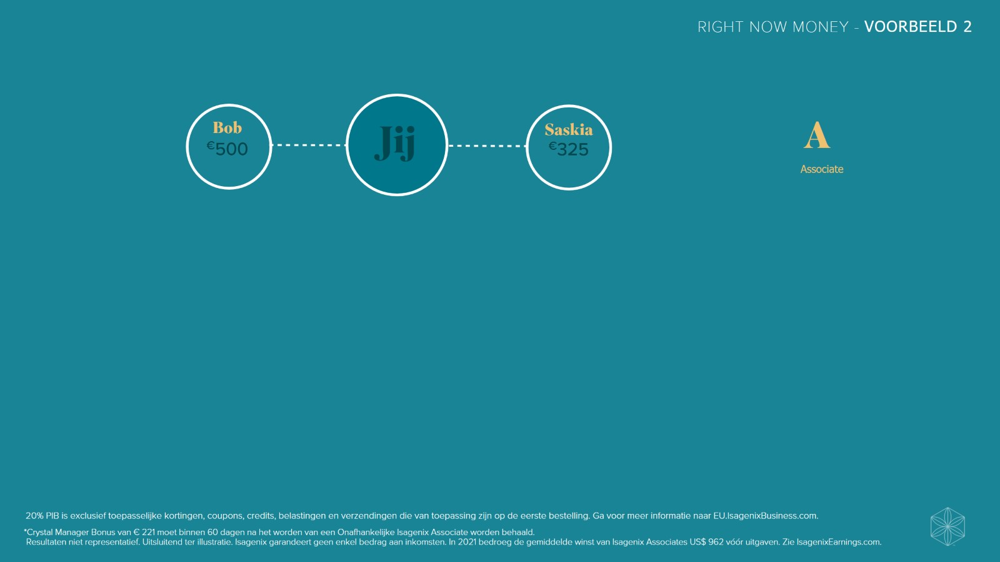 RIGHT NOW MONEY - VOORBEELD 2
Bob
€500
Jij
Saskia
€325
A
Associate
20% PIB is exclusief toepasselijke kortingen, coupons, credits, belastingen en verzendingen die van toepassing zijn op de eerste bestelling. Ga voor meer informatie naar EU.IsagenixBusiness.com.
*Crystal Manager Bonus van € 221 moet binnen 60 dagen na het worden van een Onafhankelijke Isagenix Associate worden behaald.
Resultaten niet representatief. Uitsluitend ter illustratie. Isagenix garandeert geen enkel bedrag aan inkomsten. In 2021 bedroeg de gemiddelde winst van Isagenix Associates US$ 962 vóór uitgaven. Zie IsagenixEarnings.com.